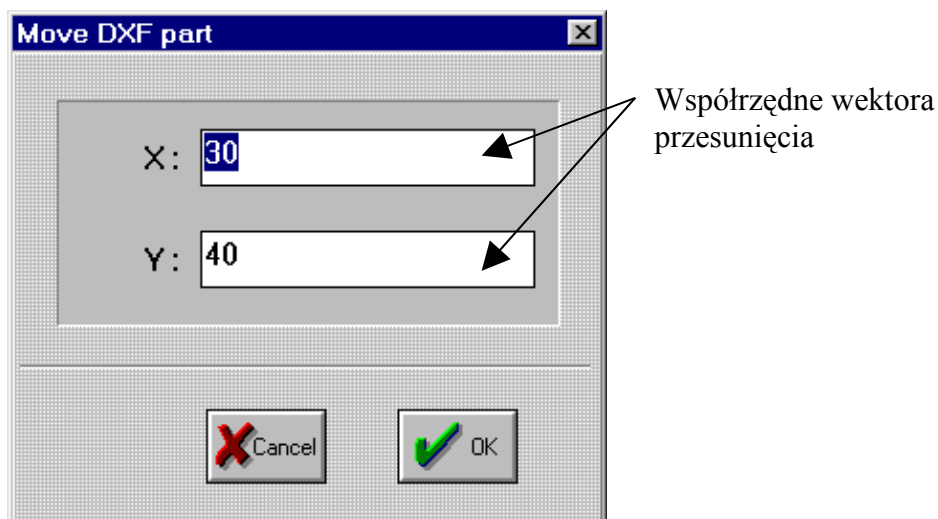 Move DXF part
Współrzędne wektora
przesunięcia
X: 30
Y: 40
Cancel
OK